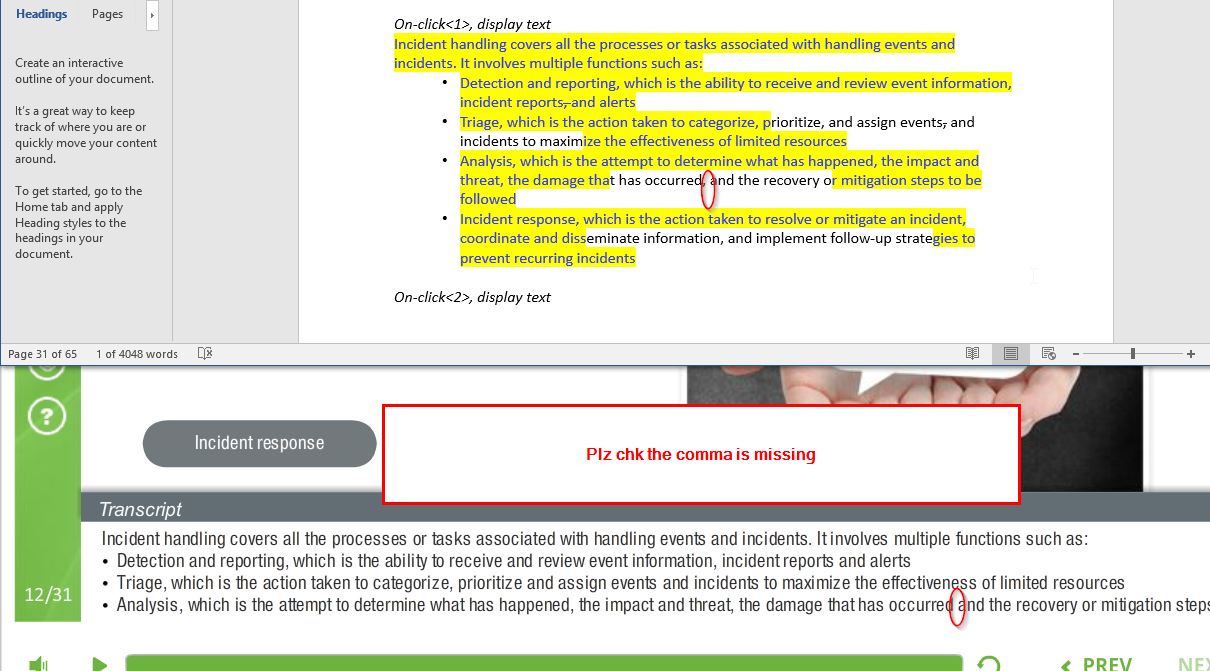 Headings Pages
On-click<1>, display text
Incident handling covers all the processes or tasks associated with handling events and
incidents. It involves multiple functions such as:
• Detection and reporting, which is the ability to receive and review event information,
incident reports, and alerts
• Triage, which is the action taken to categorize, prioritize, and assign events, and
incidents to maximize the effectiveness of limited resources
• Analysis, which is the attempt to determine what has happened, the impact and
threat, the damage that has occurred, and the recovery or mitigation steps to be
followed
• Incident response, which is the action taken to resolve or mitigate an incident,
coordinate and disseminate information, and implement follow-up strategies to
prevent recurring incidents
On-click<2>, display text
Create an interactive
outline of your document.
It's a great way to keep
track of where you are or
quickly move your content
around.
To get started, go to the
Home tab and apply
Heading styles to the
headings in your
document.
Page 31 of 65 1 of 4048 words
?
Incident response
Plz chk the comma is missing
Transcript
Incident handling covers all the processes or tasks associated with handling events and incidents. It involves multiple functions such as:
• Detection and reporting, which is the ability to receive and review event information, incident reports and alerts
• Triage, which is the action taken to categorize, prioritize and assign events and incidents to maximize the effectiveness of limited resources
• Analysis, which is the attempt to determine what has happened, the impact and threat, the damage that has occurred and the recovery or mitigation steps
12/31
PREV NEX